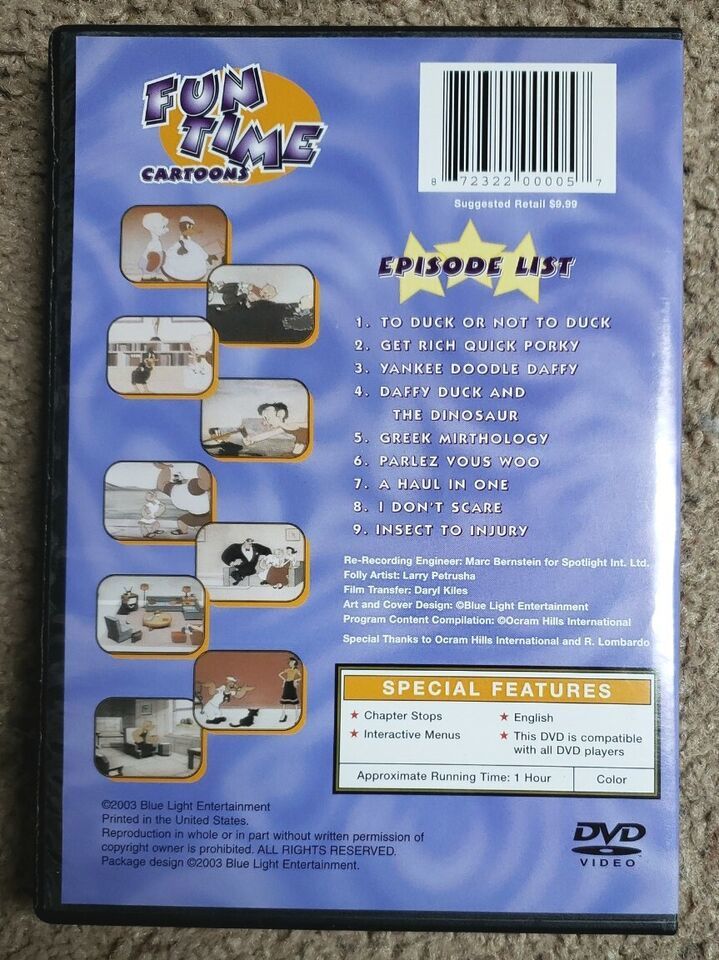 FUN
TIME
CARTOONS
8 72322 00005 7
Suggested Retail $9.99
EPISODE LIST
1. TO DUCK OR NOT TO DUCK
2. GET RICH QUICK PORKY
3. YANKEE DOODLE DAFFY
4. DAFFY DUCK AND
THE DINOSAUR
5. GREEK MIRTHOLOGY
6. PARLEZ VOUS WOO
7. A HAUL IN ONE
8. I DON'T SCARE
9. INSECT TO INJURY
Re-Recording Engineer: Marc Bernstein for Spotlight Int. Ltd.
Folly Artist: Larry Petrusha
Film Transfer: Daryl Kiles
Art and Cover Design: ©Blue Light Entertainment
Program Content Compilation: ©Ocram Hills International
Special Thanks to Ocram Hills International and R. Lombardo
SPECIAL FEATURES
★ Chapter Stops
★ Interactive Menus
★ English
★ This DVD is compatible
with all DVD players
Approximate Running Time: 1 Hour
Color
©2003 Blue Light Entertainment
Printed in the United States.
Reproduction in whole or in part without written permission of
copyright owner is prohibited. ALL RIGHTS RESERVED.
Package design ©2003 Blue Light Entertainment.
DVD
VIDEO